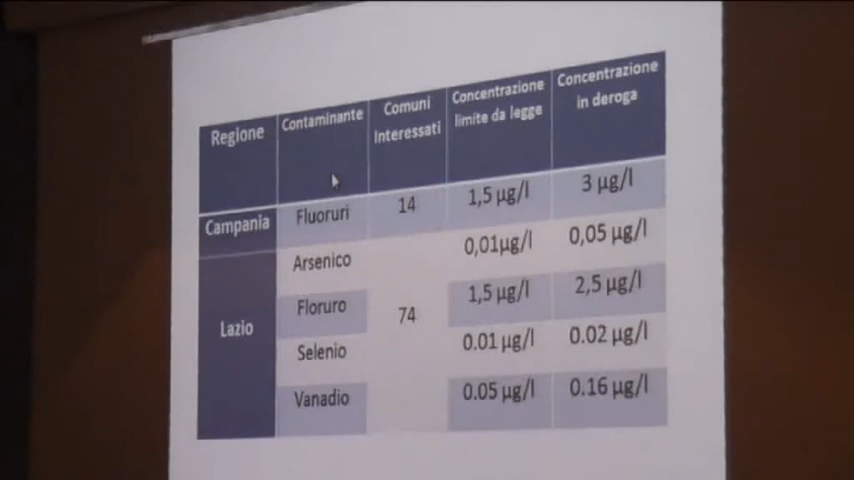 Regione Contaminante Comuni Interessati Concentrazione limite da legge Concentrazione in deroga
Campania Fluoruri 14 1,5 µg/l 3 µg/l
Lazio Arsenico 74 0,01µg/l 0,05 µg/l
Floruro 1,5 µg/l 2,5 µg/l
Selenio 0.01 µg/l 0.02 µg/l
Vanadio 0.05 µg/l 0.16 µg/l